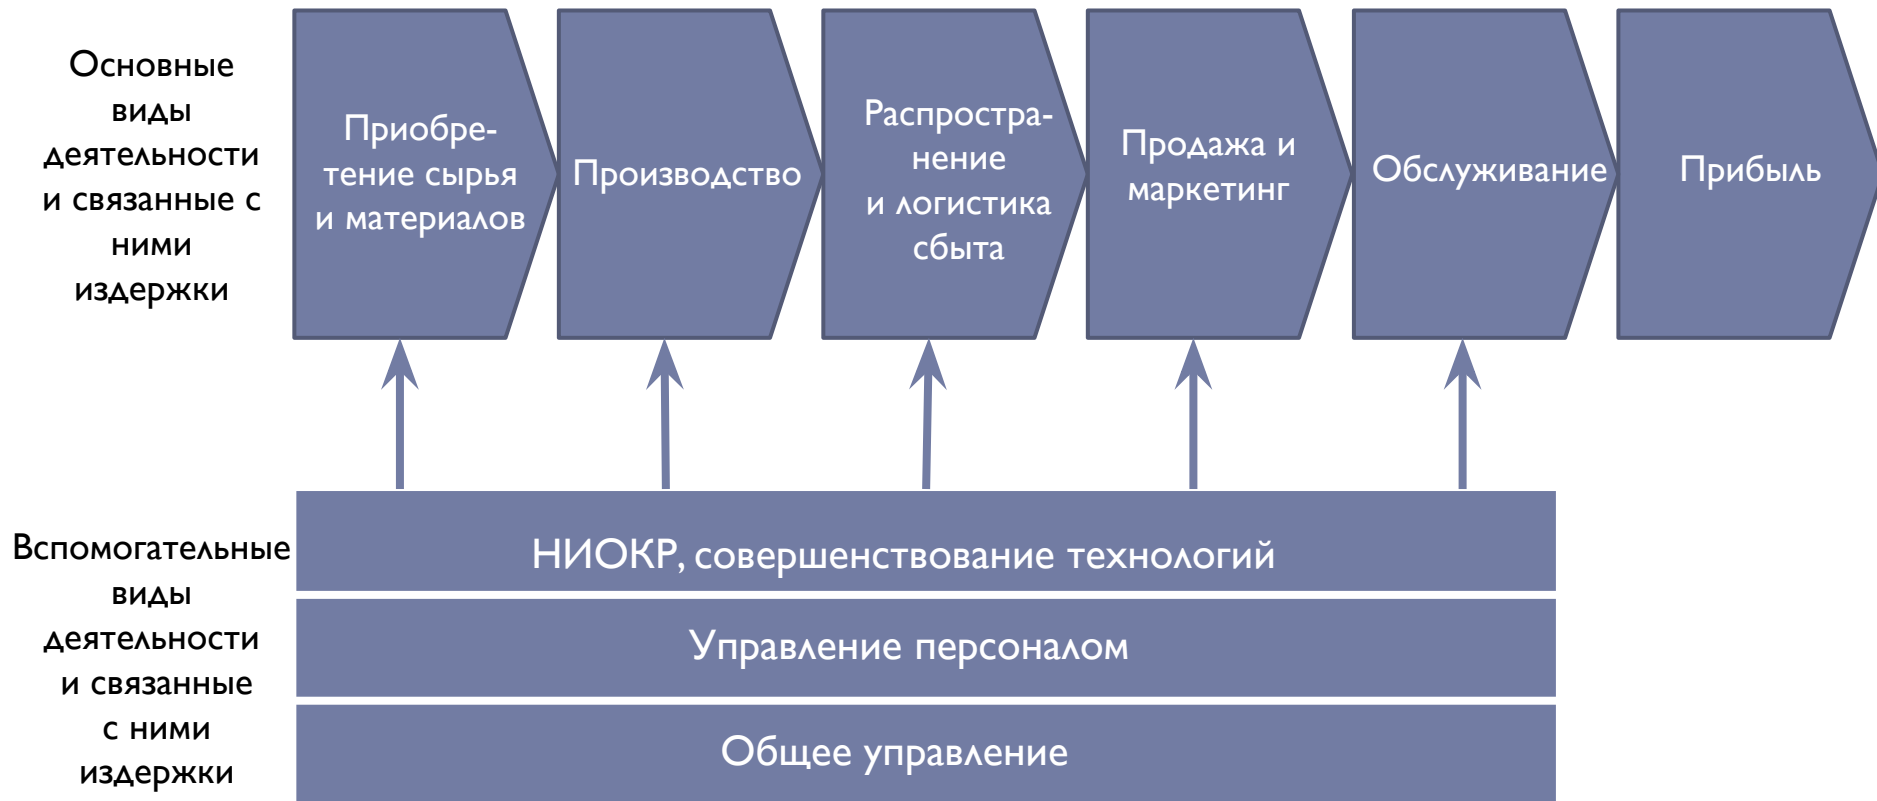 Основные
виды
деятельности
и связанные с
ними
издержки
Приобре-
тение сырья
и материалов
Производство
Распростра-
нение
и логистика
сбыта
Продажа и
маркетинг
Обслуживание
Прибыль
Вспомогательные
виды
деятельности
и связанные
с ними
издержки
НИОКР, совершенствование технологий
Управление персоналом
Общее управление